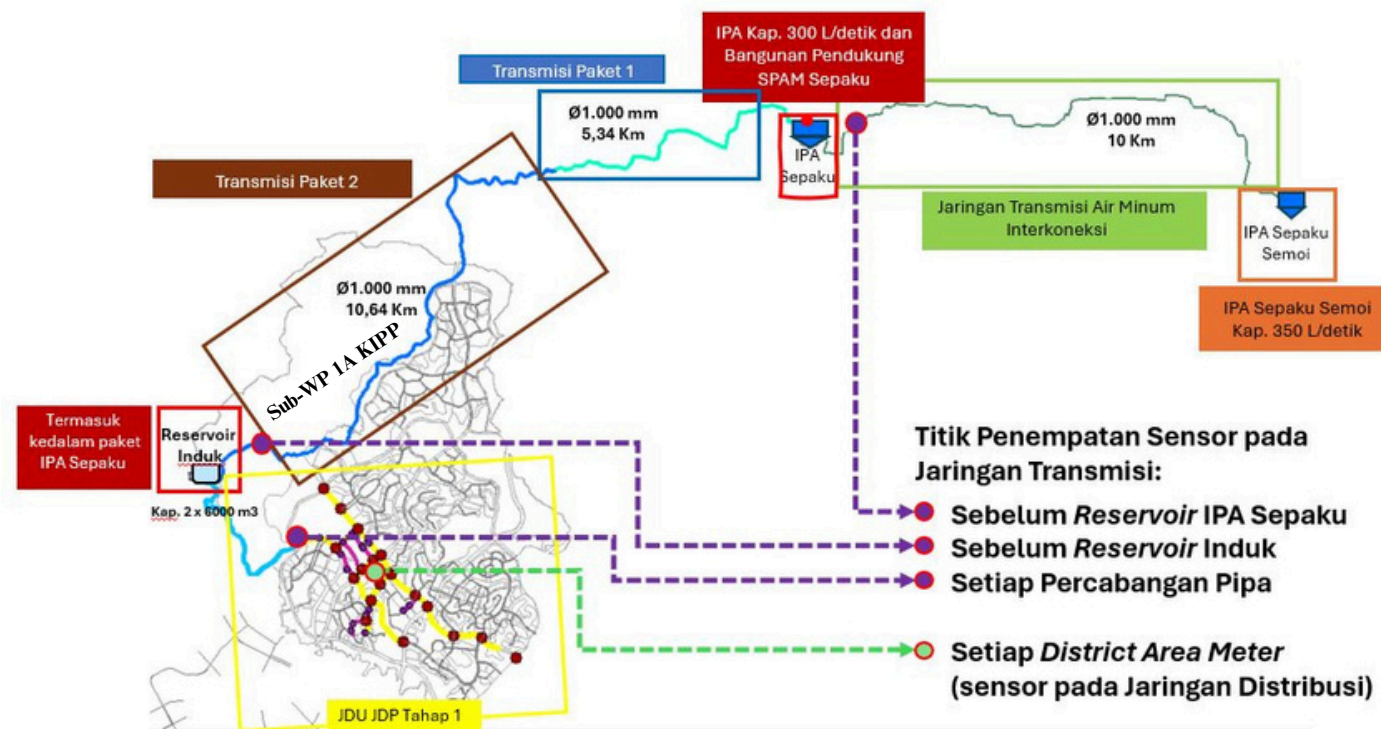 IPA Kap. 300 L/detik dan
Bangunan Pendukung
SPAM Sepaku
Transmisi Paket 1
Ø1.000 mm
5,34 Km
Ø1.000 mm
10 Km
IPA
Sepaku
Transmisi Paket 2
Jaringan Transmisi Air Minum
Interkoneksi
IPA Sepaku
Semoi
Ø1.000 mm
10,64 Km
Sub-WP 1A KIPP
IPA Sepaku Semoi
Kap. 350 L/detik
Termasuk
kedalam paket
IPA Sepaku
Reservoir
Induk
Kap. 2 x 6000 m3
Titik Penempatan Sensor pada
Jaringan Transmisi:
Sebelum Reservoir IPA Sepaku
Sebelum Reservoir Induk
Setiap Percabangan Pipa
Setiap District Area Meter
(sensor pada Jaringan Distribusi)
JDU JDP Tahap 1